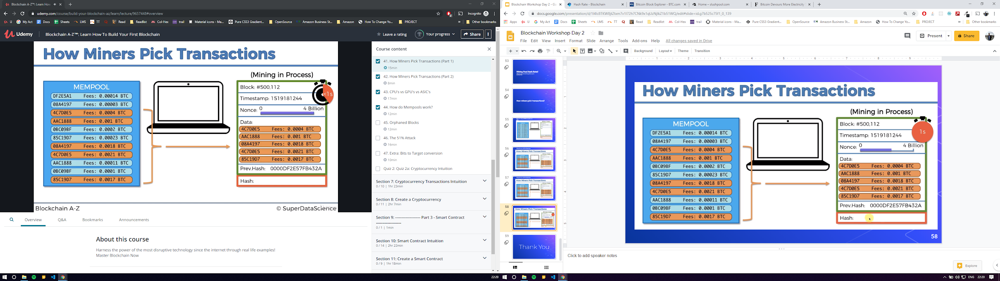 Blockchain A-Z™: Learn How
udemy.com/course/build-your-blockchain-az/learn/lecture/9657448#overview
Incognito
U My Act Docs Sheets LMS TT Q Read Readlist Col-Hex trail Material icons - Ma... Pure CSS3 Gradient... OpenSource Amazon Business St... Amazon How To Change Yo... PROJECT » Other bookmarks
Udemy
Blockchain A-Z™: Learn How To Build Your First Blockchain
Leave a rating
Your progress
Share
How Miners Pick Transactions
(Mining in Process)
MEMPOOL
DF2E5A1 Fees: 0.00014 BTC
08A4197 Fees: 0.00003 BTC
4C7D0E5 Fees: 0.0004 BTC
AAC1888 Fees: 0.001 BTC
0BC09BF Fees: 0.0002 BTC
85C19D7 Fees: 0.00023 BTC
08A4197 Fees: 0.0018 BTC
4C7D0E5 Fees: 0.0021 BTC
AAC1888 Fees: 0.00011 BTC
0BC09BF Fees: 0.0001 BTC
85C19D7 Fees: 0.0017 BTC
Block: #500,112
<1s
Timestamp: 1519181244
Nonce: 0 4 Billion
Data:
4C7D0E5 Fees: 0.0004 BTC
AAC1888 Fees: 0.001 BTC
08A4197 Fees: 0.0018 BTC
4C7D0E5 Fees: 0.0021 BTC
85C19D7 Fees: 0.0017 BTC
Prev.Hash: 0000DF2E57FB432A
Hash:
Blockchain A-Z
© SuperDataScience
Course content
41. How Miners Pick Transactions (Part 1)
15min
42. How Miners Pick Transactions (Part 2)
8min
43. CPU's vs GPU's vs ASIC's
17min
44. How do Mempools work?
12min
45. Orphaned Blocks
12min
46. The 51% Attack
16min
47. Extra: Bits to Target conversion
10min
Quiz 2: Quiz 2a: Cryptocurrency Intuition
Section 7: Cryptocurrency Transactions Intuition
0 / 10 | 1hr 23min
Section 8: Create a Cryptocurrency
0 / 11 | 2hr 7min
Section 9: -------------------- Part 3 - Smart Contract
--------------------
0 / 1 | 1min
Section 10: Smart Contract Intuition
0 / 14 | 2hr 22min
Section 11: Create a Smart Contract
0 / 9 | 1hr 18min
Overview Q&A Bookmarks Announcements
About this course
Harness the power of the most disruptive technology since the internet through real life examples!
Master Blockchain Now
22:20
Blockchain Workshop Day 2 - Go
Hash Rate - Blockchain
Bitcoin Block Explorer - BTC.com
Home – slushpool.com
Bitcoin Devours More Electricity
docs.google.com/presentation/d/1I4Ic8TKW8jtZtxm7v1I72h7CNk9x1qUzNjIkZ1b51WQ/edit#slide=id.g7b525c75f1_0_139
Apps U My Act Docs Sheets LMS TT Q Read Readlist Col-Hex trail Material icons - Ma... Pure CSS3 Gradient... OpenSource Amazon Business St... Amazon How To Change Yo... PROJECT » Other bookmarks
Blockchain Workshop Day 2
File Edit View Insert Format Slide Arrange Tools Add-ons Help All changes saved in Drive
Present
Share
Background Layout Theme Transition
1 2 3 4 5 6 7 8 9
53
Mining Pool Hash Rate?
54
How miners pick transactions?
55
56
How Miners Pick Transactions
57
How Miners Pick Transactions
58
How Miners Pick Transactions
59
Thank You
1
2
3
4
5
How Miners Pick Transactions
(Mining in Process)
MEMPOOL
DF2E5A1 Fees: 0.00014 BTC
08A4197 Fees: 0.00003 BTC
4C7D0E5 Fees: 0.0004 BTC
AAC1888 Fees: 0.001 BTC
0BC09BF Fees: 0.0002 BTC
85C19D7 Fees: 0.00023 BTC
08A4197 Fees: 0.0018 BTC
4C7D0E5 Fees: 0.0021 BTC
AAC1888 Fees: 0.00011 BTC
0BC09BF Fees: 0.0001 BTC
85C19D7 Fees: 0.0017 BTC
Block: #500,112
1s
Timestamp: 1519181244
Nonce: 0 4 Billion
Data:
4C7D0E5 Fees: 0.0004 BTC
AAC1888 Fees: 0.001 BTC
08A4197 Fees: 0.0018 BTC
4C7D0E5 Fees: 0.0021 BTC
85C19D7 Fees: 0.0017 BTC
Prev.Hash: 0000DF2E57FB432A
Hash:
58
Click to add speaker notes
Explore
ENG 22:20